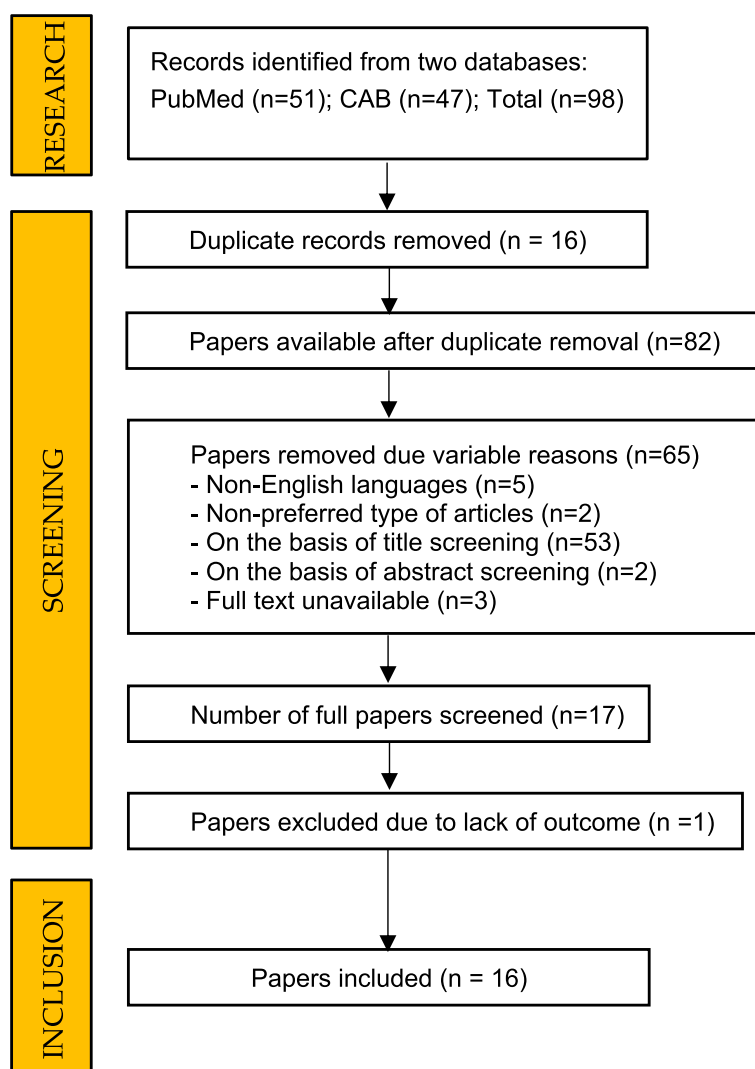 RESEARCH
Records identified from two databases:
PubMed (n=51); CAB (n=47); Total (n=98)
SCREENING
Duplicate records removed (n = 16)
Papers available after duplicate removal (n=82)
Papers removed due variable reasons (n=65)
- Non-English languages (n=5)
- Non-preferred type of articles (n=2)
- On the basis of title screening (n=53)
- On the basis of abstract screening (n=2)
- Full text unavailable (n=3)
Number of full papers screened (n=17)
Papers excluded due to lack of outcome (n =1)
INCLUSION
Papers included (n = 16)